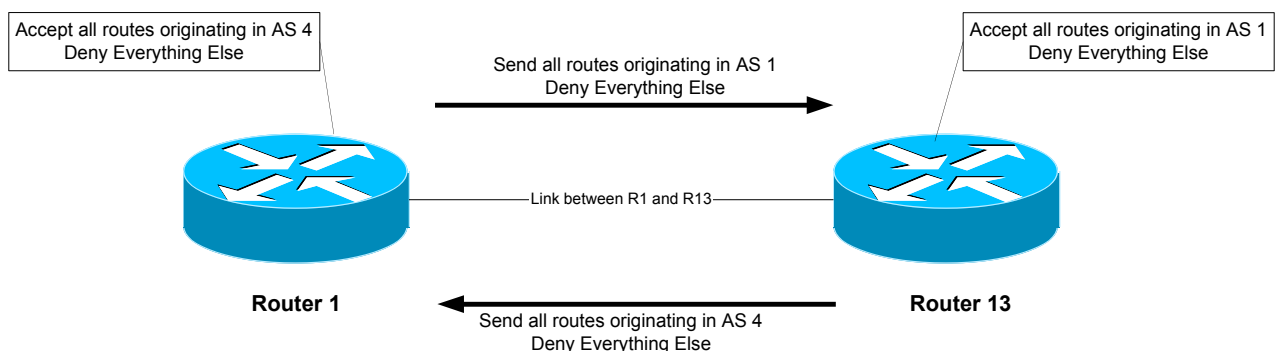 Accept all routes originating in AS 4
Deny Everything Else
Accept all routes originating in AS 1
Deny Everything Else
Send all routes originating in AS 1
Deny Everything Else
Link between R1 and R13
Router 1
Router 13
Send all routes originating in AS 4
Deny Everything Else